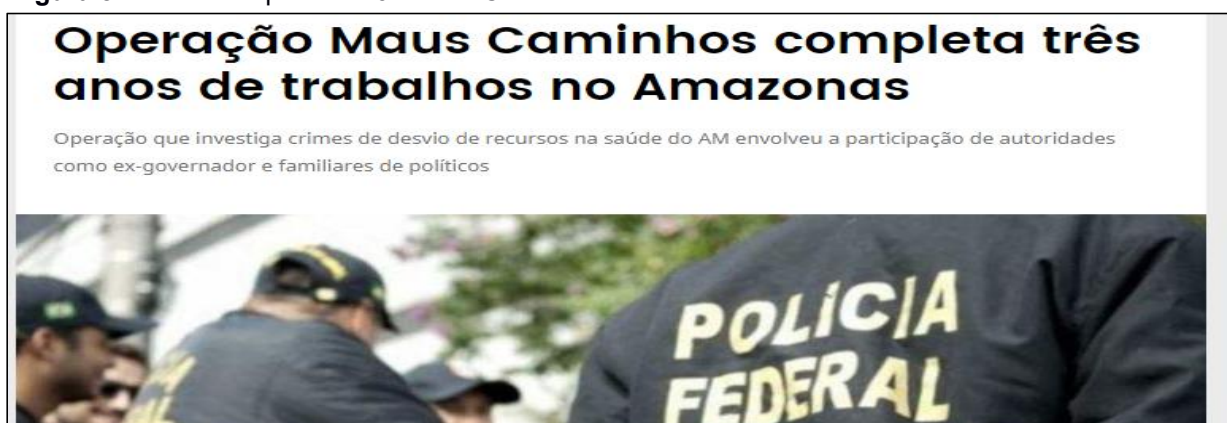 Operação Maus Caminhos completa três
anos de trabalhos no Amazonas
Operação que investiga crimes de desvio de recursos na saúde do AM envolveu a participação de autoridades
como ex-governador e familiares de políticos
POLÍCIA
FEDERAL